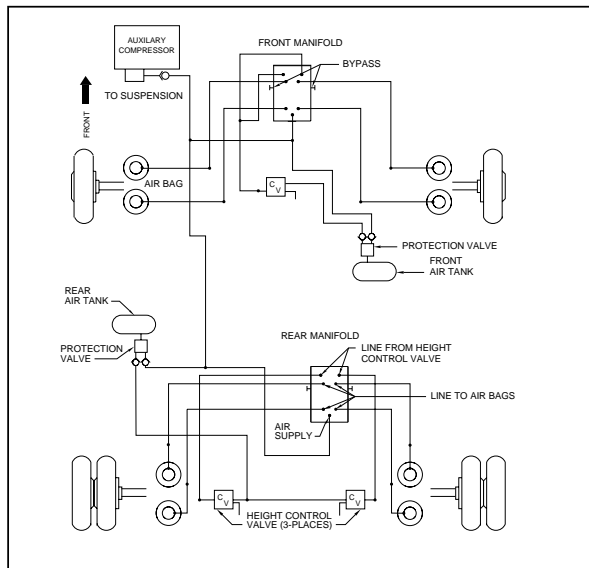 AUXILARY
COMPRESSOR
FRONT MANIFOLD
BYPASS
TO SUSPENSION
FRONT
AIR BAG
C
V
PROTECTION VALVE
FRONT
AIR TANK
REAR
AIR TANK
PROTECTION
VALVE
REAR MANIFOLD
LINE FROM HEIGHT
CONTROL VALVE
LINE TO AIR BAGS
AIR
SUPPLY
C
V
C
V
HEIGHT CONTROL
VALVE (3-PLACES)